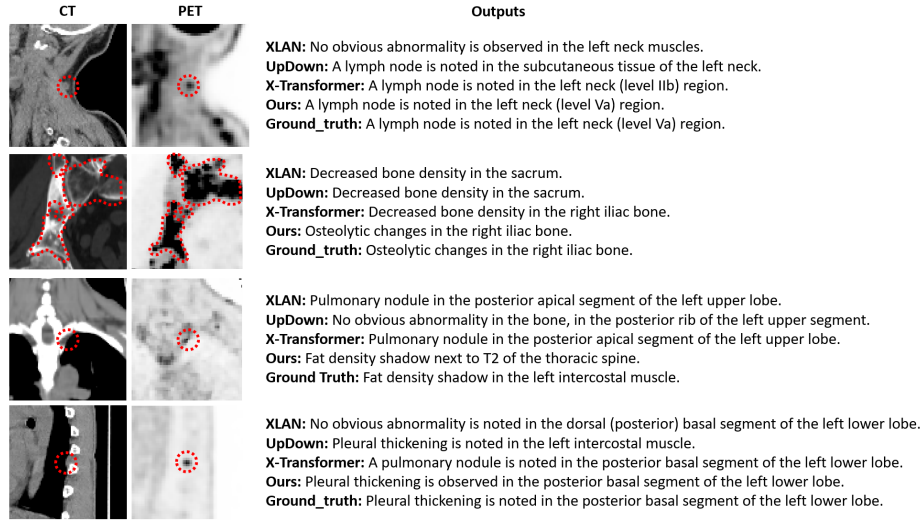 CT PET Outputs
XLAN: No obvious abnormality is observed in the left neck muscles.
UpDown: A lymph node is noted in the subcutaneous tissue of the left neck.
X-Transformer: A lymph node is noted in the left neck (level IIb) region.
Ours: A lymph node is noted in the left neck (level Va) region.
Ground_truth: A lymph node is noted in the left neck (level Va) region.
XLAN: Decreased bone density in the sacrum.
UpDown: Decreased bone density in the sacrum.
X-Transformer: Decreased bone density in the right iliac bone.
Ours: Osteolytic changes in the right iliac bone.
Ground_truth: Osteolytic changes in the right iliac bone.
XLAN: Pulmonary nodule in the posterior apical segment of the left upper lobe.
UpDown: No obvious abnormality in the bone, in the posterior rib of the left upper segment.
X-Transformer: Pulmonary nodule in the posterior apical segment of the left upper lobe.
Ours: Fat density shadow next to T2 of the thoracic spine.
Ground Truth: Fat density shadow in the left intercostal muscle.
XLAN: No obvious abnormality is noted in the dorsal (posterior) basal segment of the left lower lobe.
UpDown: Pleural thickening is noted in the left intercostal muscle.
X-Transformer: A pulmonary nodule is noted in the posterior basal segment of the left lower lobe.
Ours: Pleural thickening is observed in the posterior basal segment of the left lower lobe.
Ground_truth: Pleural thickening is noted in the posterior basal segment of the left lower lobe.